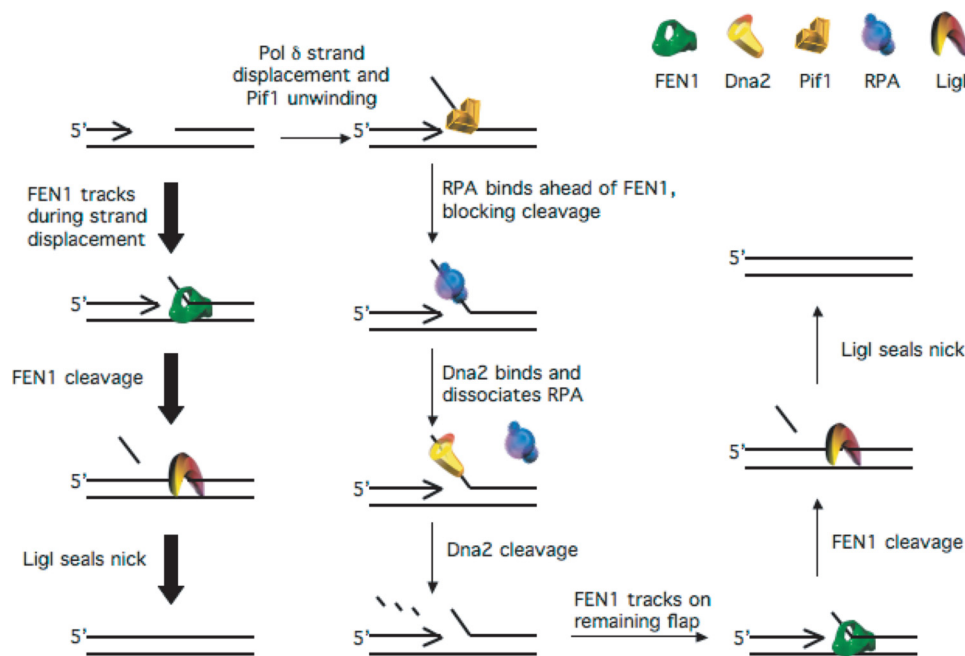 FEN1
Dna2
Pif1
RPA
LigI
Pol δ strand
displacement and
Pif1 unwinding
5’
5’
FEN1 tracks
during strand
displacement
5’
FEN1 cleavage
5’
LigI seals nick
5’
RPA binds ahead of FEN1,
blocking cleavage
5’
Dna2 binds and
dissociates RPA
5’
Dna2 cleavage
5’
FEN1 tracks on
remaining flap
5’
FEN1 cleavage
5’
LigI seals nick
5’